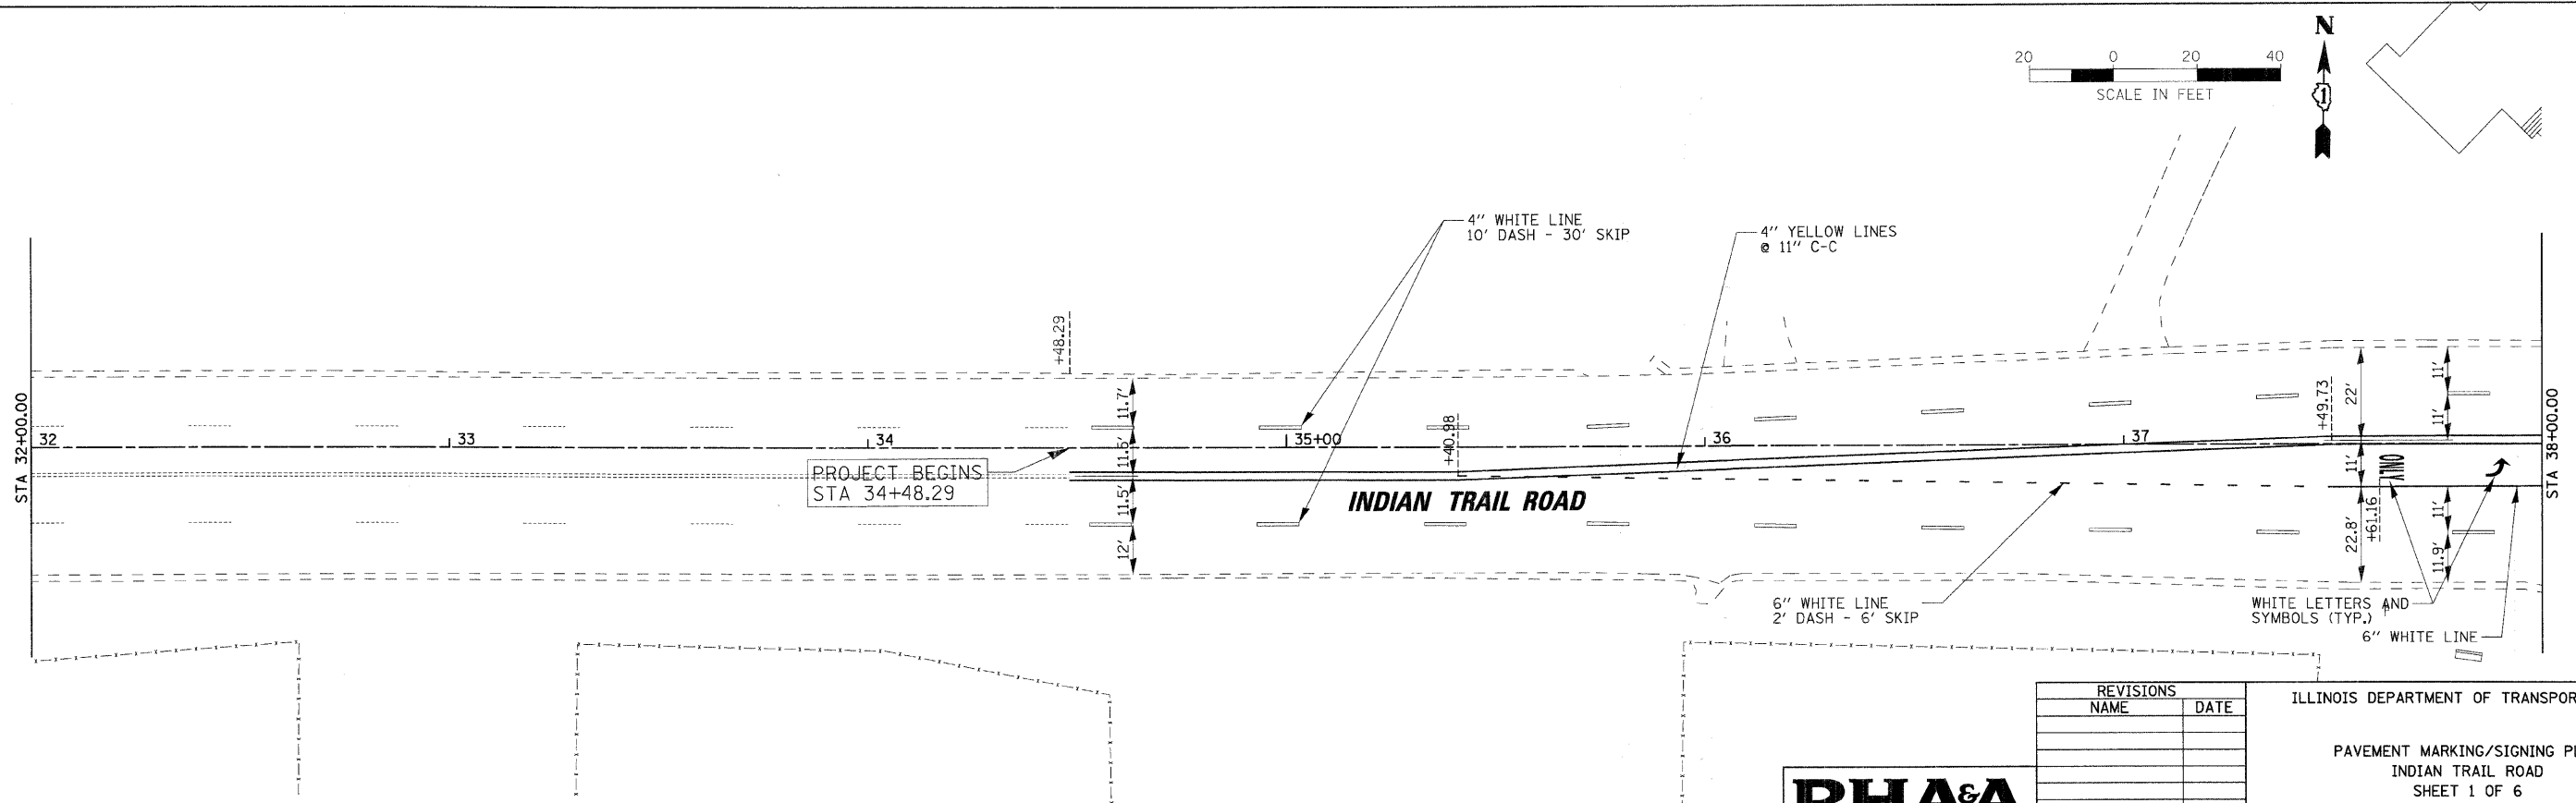 N
20 0 20 40
SCALE IN FEET
1
4" WHITE LINE
10' DASH - 30' SKIP
4" YELLOW LINES
@ 11" C-C
+48.29
+40.98
+49.73
+61.16
STA 32+00.00
32
33
34
35+00
36
37
STA 38+00.00
PROJECT BEGINS
STA 34+48.29
11.7'
11.5'
12'
22'
11'
22.8'
11'
11'
11'
11.9'
ONLY
INDIAN TRAIL ROAD
6" WHITE LINE
2' DASH - 6' SKIP
WHITE LETTERS AND
SYMBOLS (TYP.)
6" WHITE LINE
REVISIONS
NAME DATE
ILLINOIS DEPARTMENT OF TRANSPOR
PAVEMENT MARKING/SIGNING PL
INDIAN TRAIL ROAD
SHEET 1 OF 6